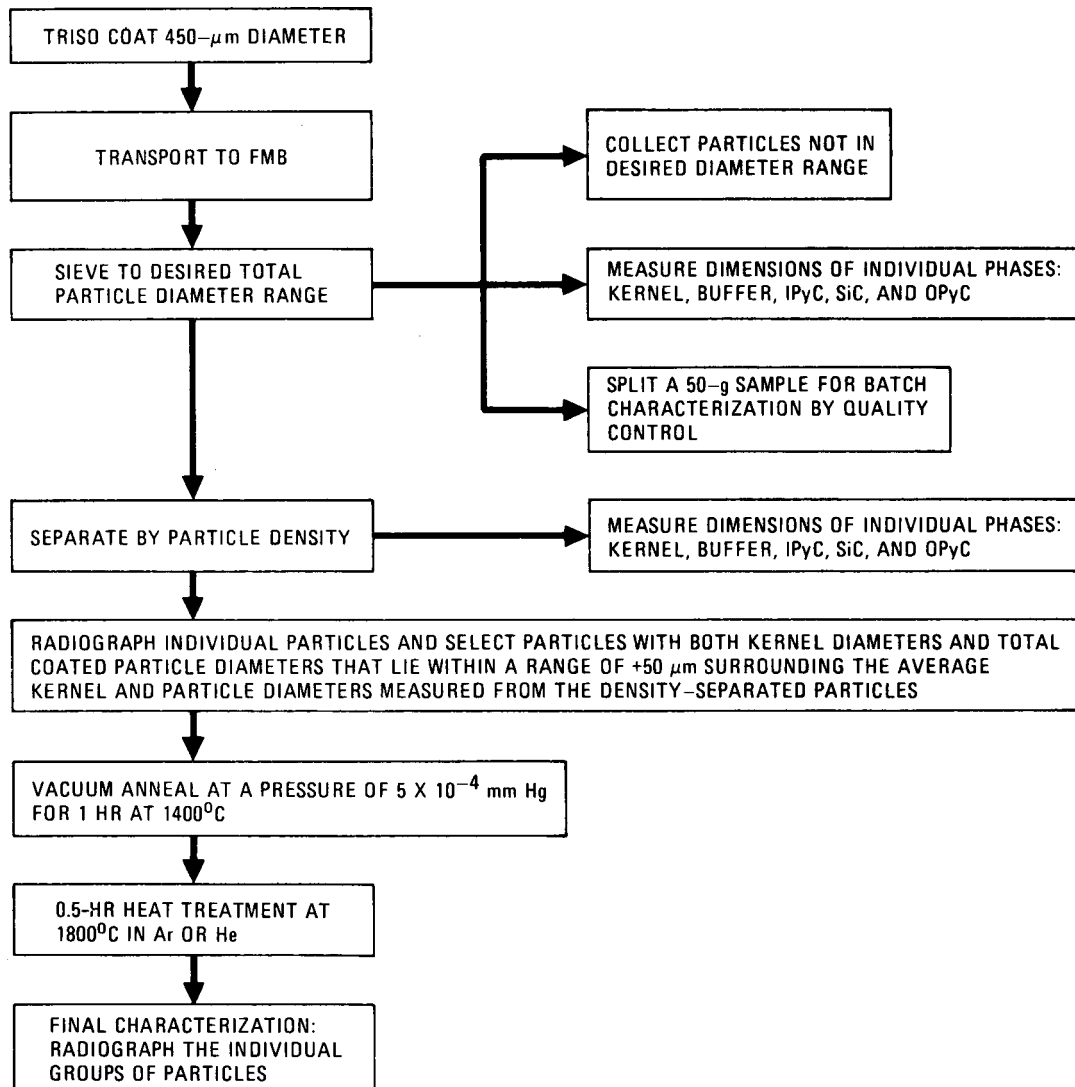 TRISO COAT 450–μm DIAMETER
TRANSPORT TO FMB
COLLECT PARTICLES NOT IN
DESIRED DIAMETER RANGE
SIEVE TO DESIRED TOTAL
PARTICLE DIAMETER RANGE
MEASURE DIMENSIONS OF INDIVIDUAL PHASES:
KERNEL, BUFFER, IPyC, SiC, AND OPyC
SPLIT A 50–g SAMPLE FOR BATCH
CHARACTERIZATION BY QUALITY
CONTROL
SEPARATE BY PARTICLE DENSITY
MEASURE DIMENSIONS OF INDIVIDUAL PHASES:
KERNEL, BUFFER, IPyC, SiC, AND OPyC
RADIOGRAPH INDIVIDUAL PARTICLES AND SELECT PARTICLES WITH BOTH KERNEL DIAMETERS AND TOTAL
COATED PARTICLE DIAMETERS THAT LIE WITHIN A RANGE OF +50 μm SURROUNDING THE AVERAGE
KERNEL AND PARTICLE DIAMETERS MEASURED FROM THE DENSITY–SEPARATED PARTICLES
VACUUM ANNEAL AT A PRESSURE OF 5 X 10⁻⁴ mm Hg
FOR 1 HR AT 1400⁰C
0.5-HR HEAT TREATMENT AT
1800⁰C IN Ar OR He
FINAL CHARACTERIZATION:
RADIOGRAPH THE INDIVIDUAL
GROUPS OF PARTICLES